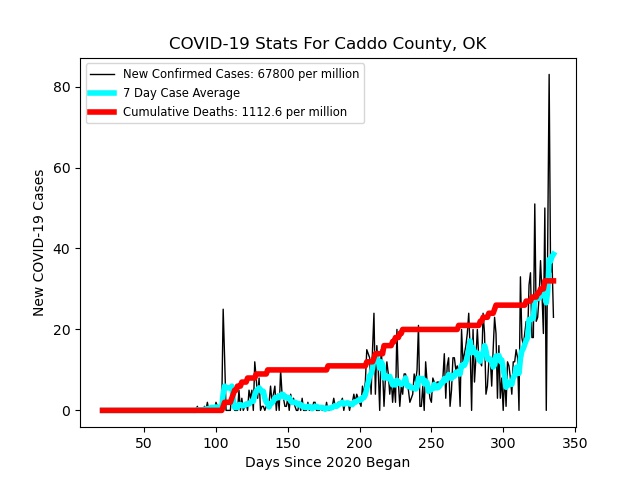 COVID-19 Stats For Caddo County, OK
New Confirmed Cases: 67800 per million
7 Day Case Average
Cumulative Deaths: 1112.6 per million
New COVID-19 Cases
80
60
40
20
0
50
100
150
200
250
300
350
Days Since 2020 Began